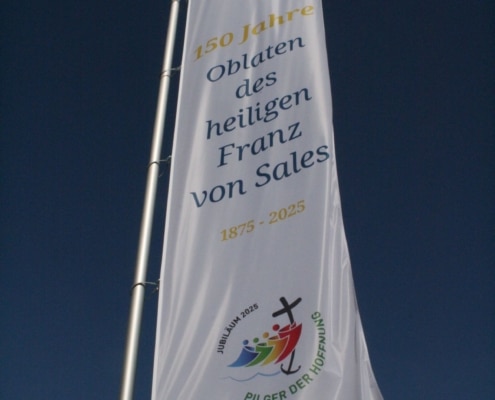 150 Jahre
Oblaten
des
heiligen
Franz
von Sales
1875 - 2025
JUBILÄUM 2025
PILGER DER HOFFNUNG